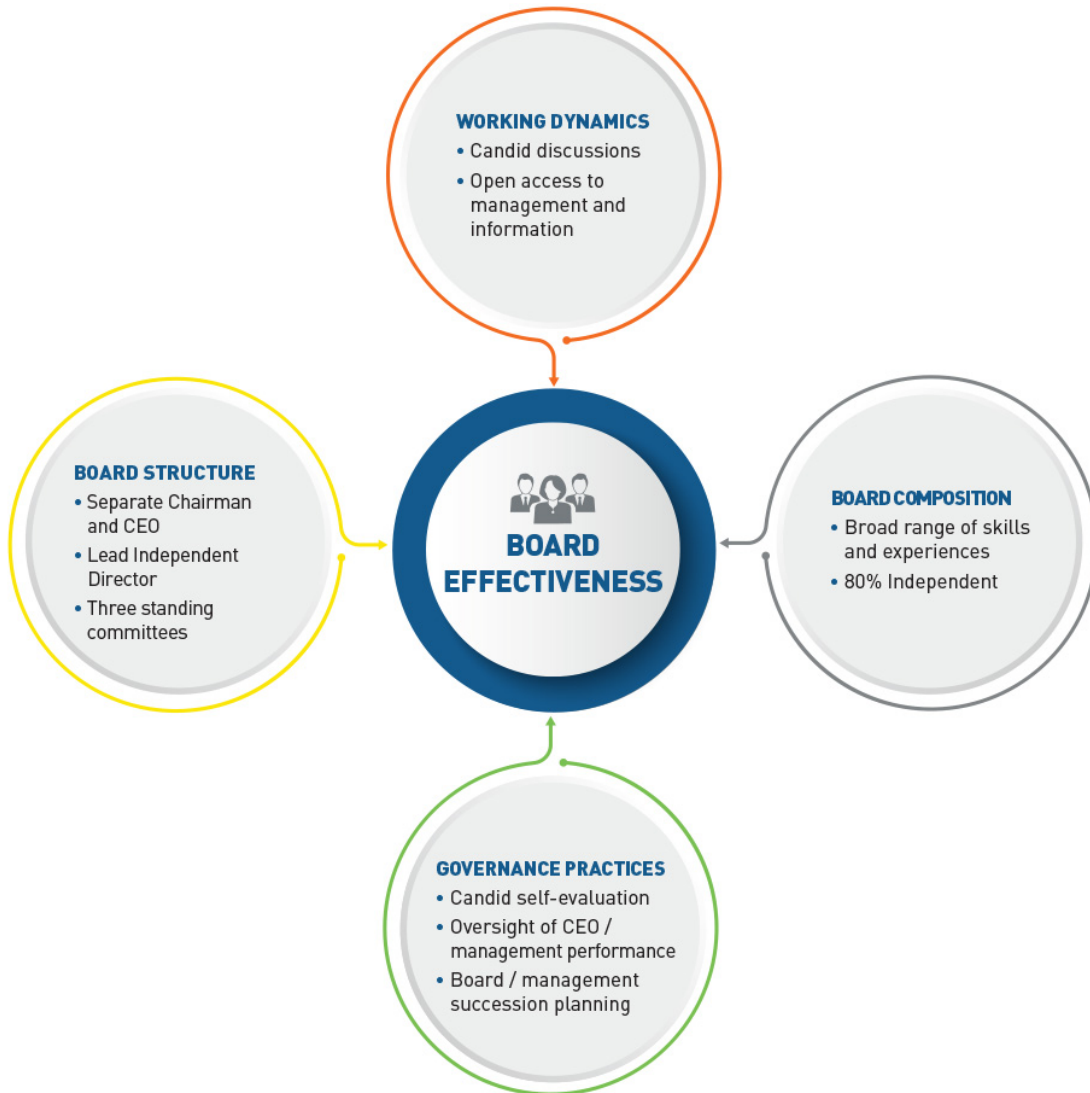 WORKING DYNAMICS
• Candid discussions
• Open access to
management and
information
BOARD STRUCTURE
• Separate Chairman
and CEO
• Lead Independent
Director
• Three standing
committees
BOARD
EFFECTIVENESS
BOARD COMPOSITION
• Broad range of skills
and experiences
• 80% Independent
GOVERNANCE PRACTICES
• Candid self-evaluation
• Oversight of CEO /
management performance
• Board / management
succession planning